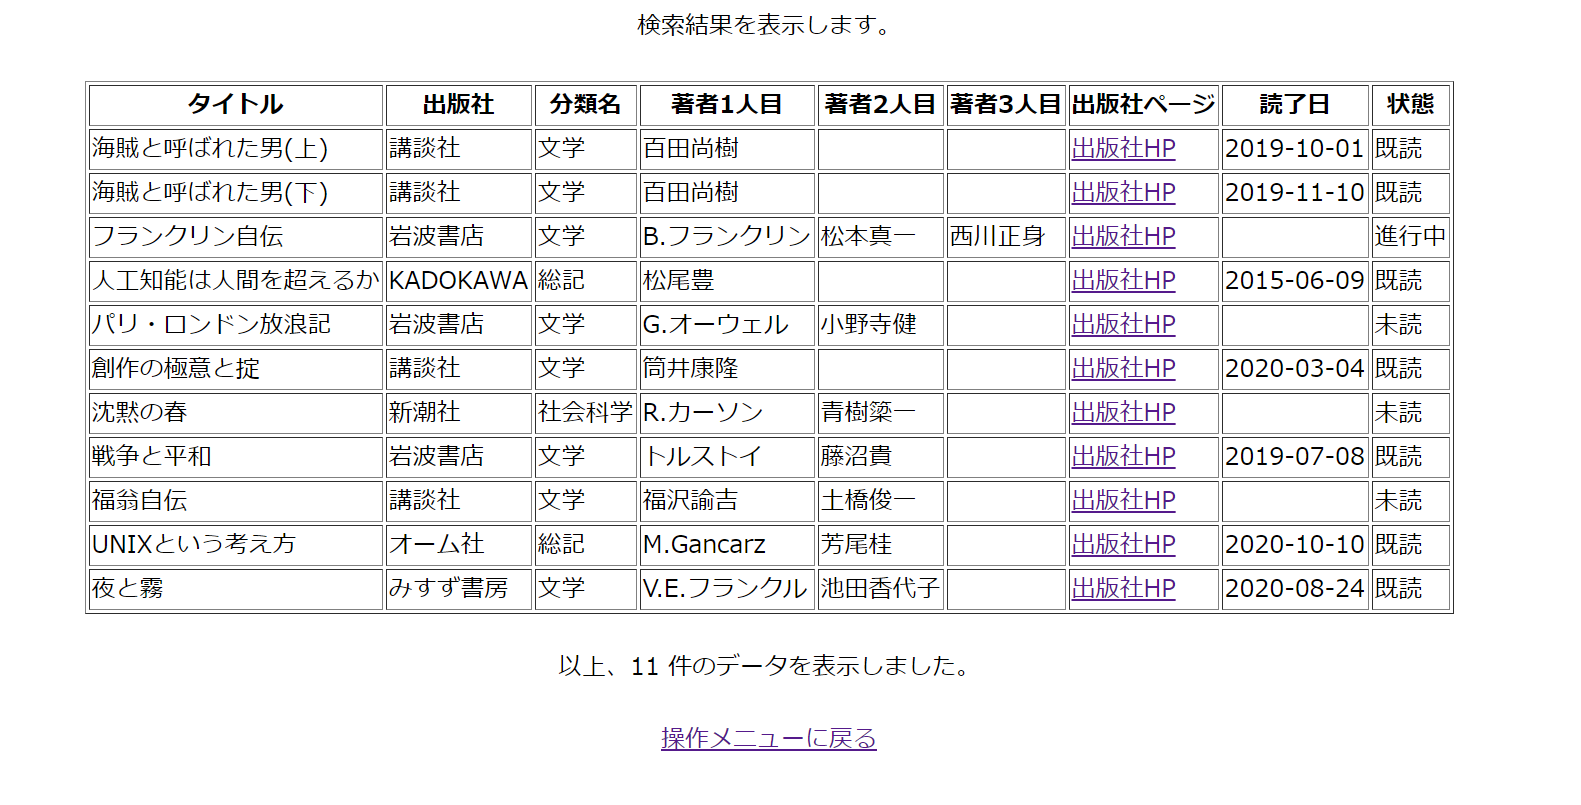 検索結果を表示します。
タイトル 出版社 分類名 著者1人目 著者2人目 著者3人目 出版社ページ 読了日 状態
海賊と呼ばれた男(上) 講談社 文学 百田尚樹 出版社HP 2019-10-01 既読
海賊と呼ばれた男(下) 講談社 文学 百田尚樹 出版社HP 2019-11-10 既読
フランクリン自伝 岩波書店 文学 B.フランクリン 松本真一 西川正身 出版社HP 進行中
人工知能は人間を超えるか KADOKAWA 総記 松尾豊 出版社HP 2015-06-09 既読
パリ・ロンドン放浪記 岩波書店 文学 G.オーウェル 小野寺健 出版社HP 未読
創作の極意と掟 講談社 文学 筒井康隆 出版社HP 2020-03-04 既読
沈黙の春 新潮社 社会科学 R.カーソン 青樹簗一 出版社HP 未読
戦争と平和 岩波書店 文学 トルストイ 藤沼貴 出版社HP 2019-07-08 既読
福翁自伝 講談社 文学 福沢諭吉 土橋俊一 出版社HP 未読
UNIXという考え方 オーム社 総記 M.Gancarz 芳尾桂 出版社HP 2020-10-10 既読
夜と霧 みすず書房 文学 V.E.フランクル 池田香代子 出版社HP 2020-08-24 既読
以上、11 件のデータを表示しました。
操作メニューに戻る